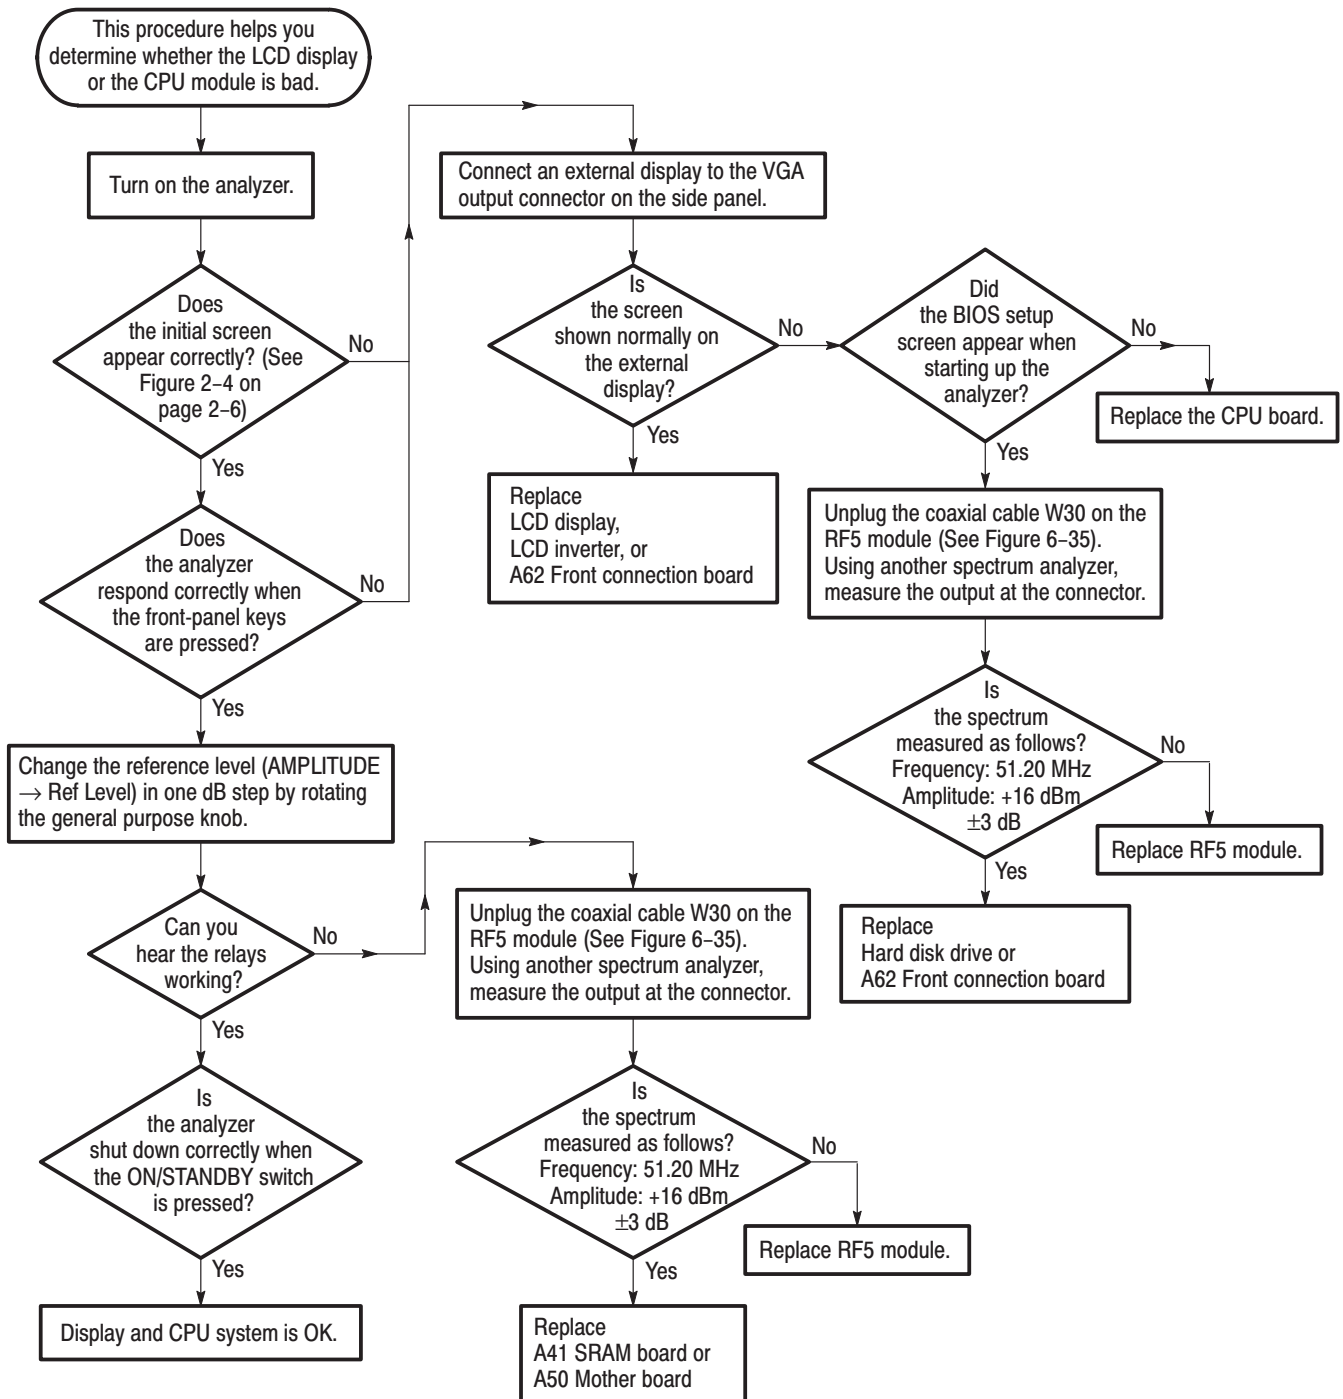 This procedure helps you
determine whether the LCD display
or the CPU module is bad.
Turn on the analyzer.
Does
the initial screen
appear correctly? (See
Figure 2–4 on
page 2–6)
No
Yes
Does
the analyzer
respond correctly when
the front-panel keys
are pressed?
No
Yes
Change the reference level (AMPLITUDE
→ Ref Level) in one dB step by rotating
the general purpose knob.
Can you
hear the relays
working?
No
Yes
Is
the analyzer
shut down correctly when
the ON/STANDBY switch
is pressed?
Yes
Display and CPU system is OK.
Connect an external display to the VGA
output connector on the side panel.
Is
the screen
shown normally on
the external
display?
No
Yes
Replace
LCD display,
LCD inverter, or
A62 Front connection board
Did
the BIOS setup
screen appear when
starting up the
analyzer?
No
Replace the CPU board.
Yes
Unplug the coaxial cable W30 on the
RF5 module (See Figure 6–35).
Using another spectrum analyzer,
measure the output at the connector.
Is
the spectrum
measured as follows?
Frequency: 51.20 MHz
Amplitude: +16 dBm
±3 dB
No
Replace RF5 module.
Yes
Replace
Hard disk drive or
A62 Front connection board
Unplug the coaxial cable W30 on the
RF5 module (See Figure 6–35).
Using another spectrum analyzer,
measure the output at the connector.
Is
the spectrum
measured as follows?
Frequency: 51.20 MHz
Amplitude: +16 dBm
±3 dB
No
Replace RF5 module.
Yes
Replace
A41 SRAM board or
A50 Mother board